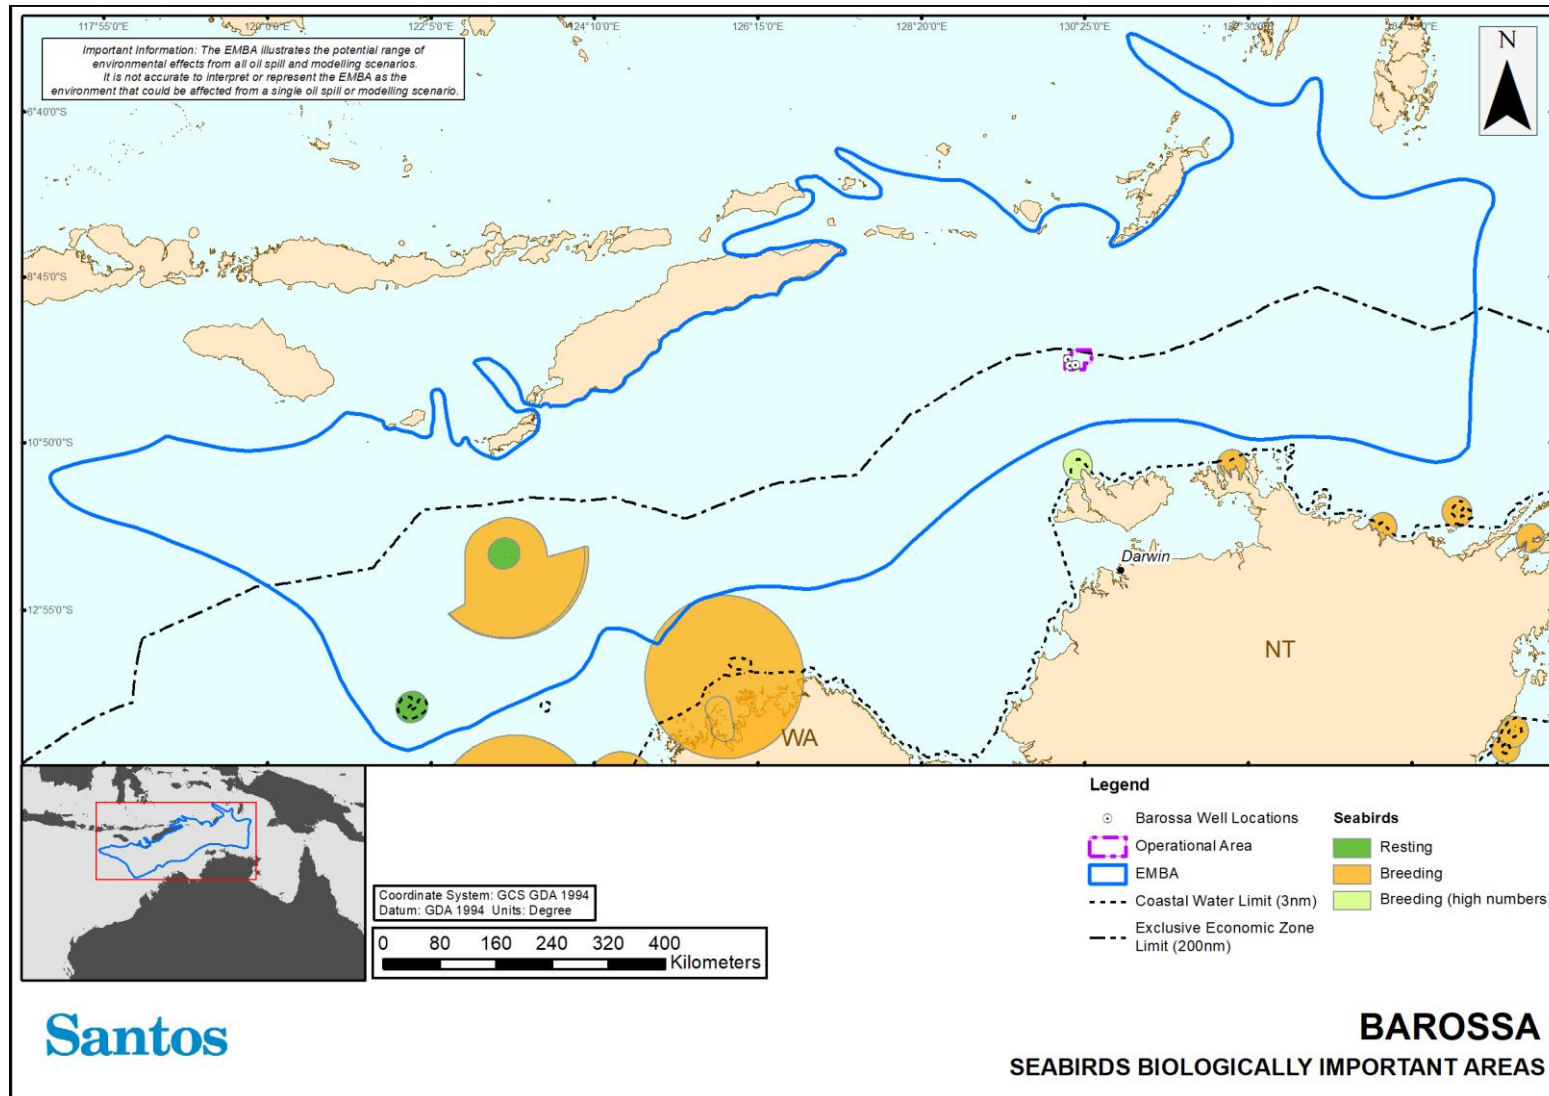 117°55'0"E
120°0'0"E
122°5'0"E
124°10'0"E
126°15'0"E
128°20'0"E
130°25'0"E
Important Information: The EMBA illustrates the potential range of
environmental effects from all oil spill and modelling scenarios.
It is not accurate to interpret or represent the EMBA as the
environment that could be affected from a single oil spill or modelling scenario.
N
6°40'0"S
8°45'0"S
10°50'0"S
12°55'0"S
Darwin
NT
WA
Legend
Barossa Well Locations
Operational Area
EMBA
Coastal Water Limit (3nm)
Exclusive Economic Zone
Limit (200nm)
Seabirds
Resting
Breeding
Breeding (high numbers)
Coordinate System: GCS GDA 1994
Datum: GDA 1994 Units: Degree
0 80 160 240 320 400
Kilometers
Santos
BAROSSA
SEABIRDS BIOLOGICALLY IMPORTANT AREAS